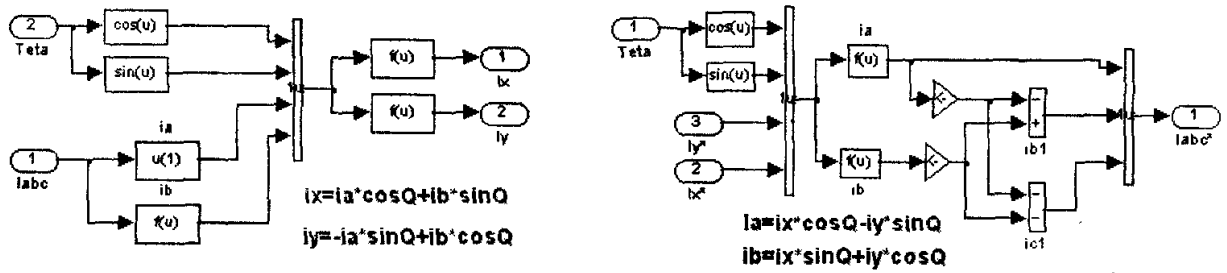 2
Teta
cos(u)
sin(u)
f(u)
1
Ix
f(u)
2
Iy
ia
u(1)
1
Iabc
ib
f(u)
ix=ia*cosQ+ib*sinQ
iy=-ia*sinQ+ib*cosQ
1
Teta
cos(u)
sin(u)
ia
f(u)
3
Iy*
2
Ix*
f(u)
ib
-
+
ib1
1
Iabc*
-
-
ic1
Ia=ix*cosQ-iy*sinQ
ib=ix*sinQ+iy*cosQ